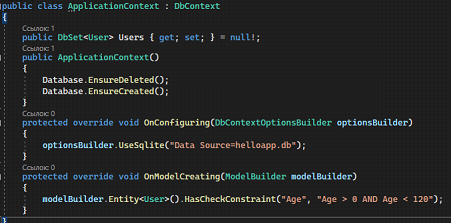 public class ApplicationContext : DbContext
{
Ссылок: 1
public DbSet<User> Users { get; set; } = null!;
Ссылок: 1
public ApplicationContext()
{
Database.EnsureDeleted();
Database.EnsureCreated();
}
Ссылок: 0
protected override void OnConfiguring(DbContextOptionsBuilder optionsBuilder)
{
optionsBuilder.UseSqlite("Data Source=helloapp.db");
}
Ссылок: 0
protected override void OnModelCreating(ModelBuilder modelBuilder)
{
modelBuilder.Entity<User>().HasCheckConstraint("Age", "Age > 0 AND Age < 120");
}
}